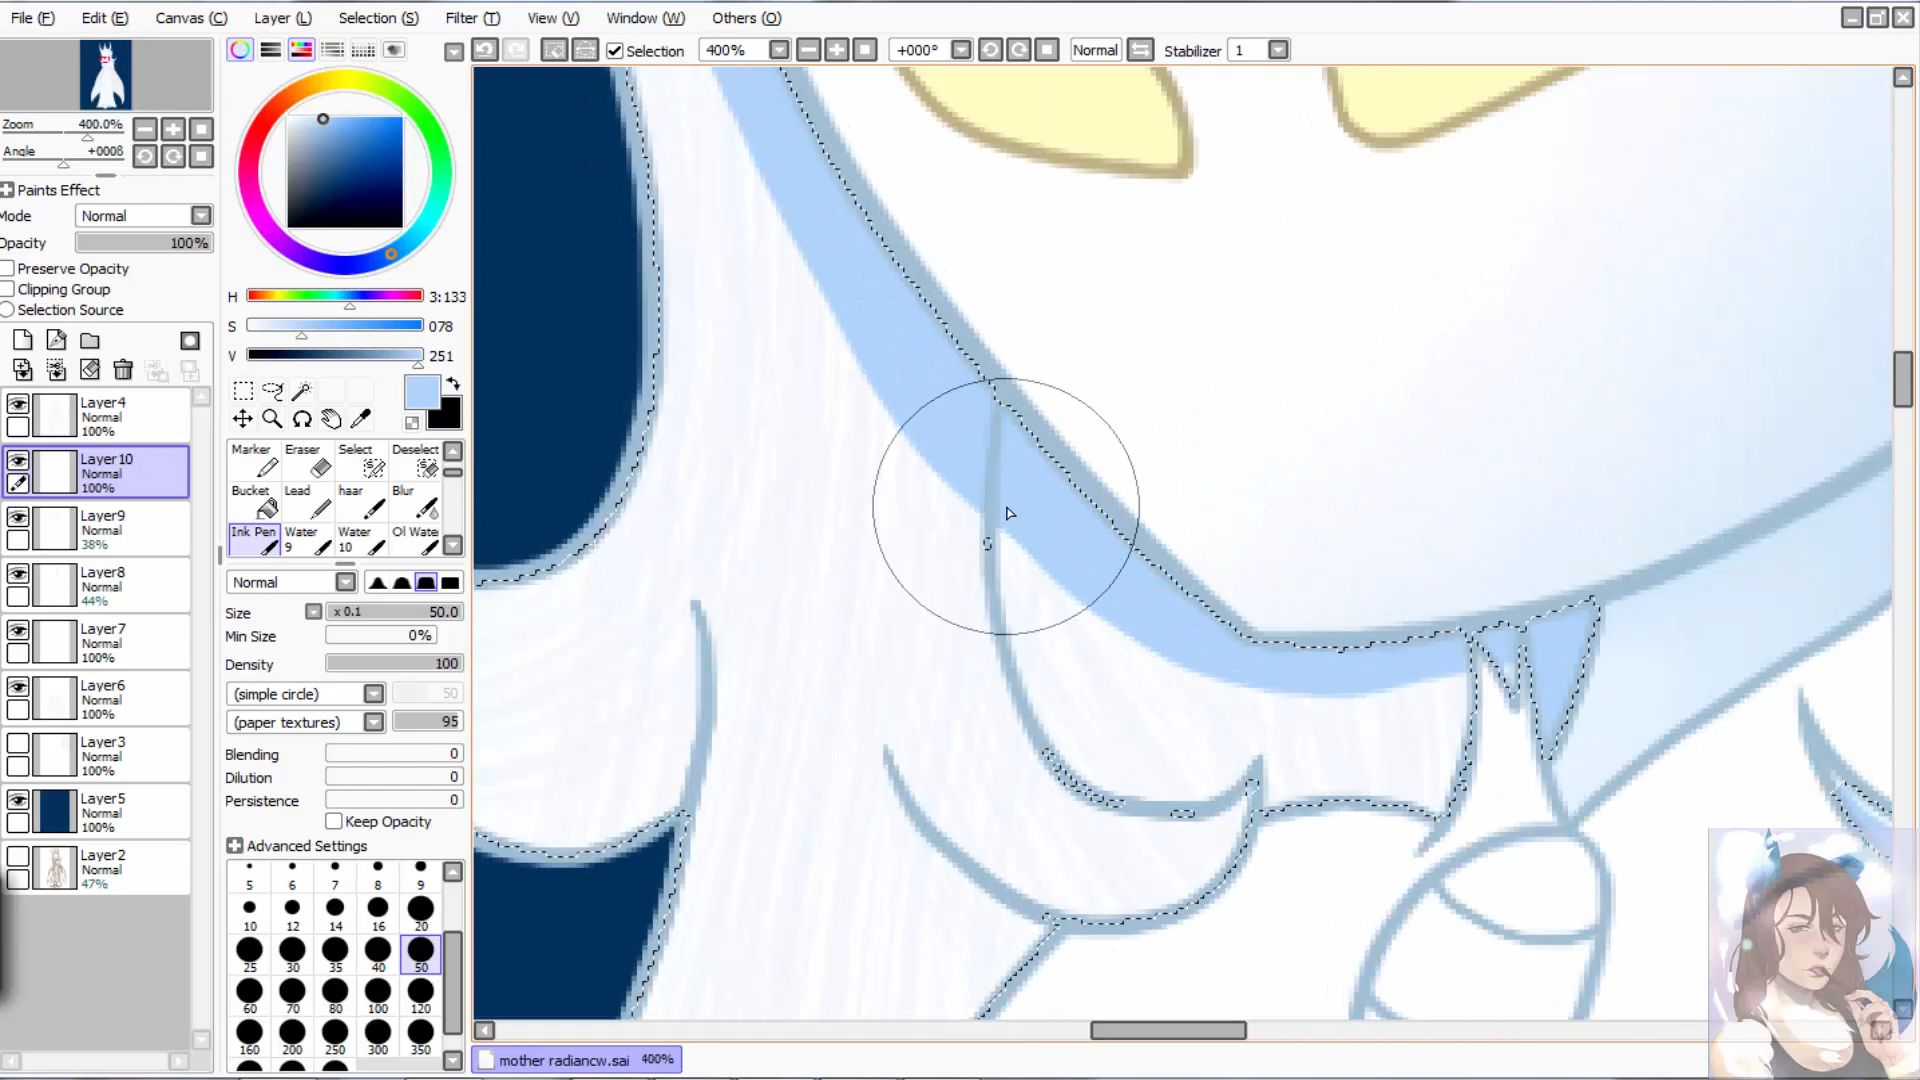 File (F) Edit (E) Canvas (C) Layer (L) Selection (S) Filter (T) View (V) Window (W) Others (O)
Selection 400% +000° Normal Stabilizer 1
Zoom 400.0%
Angle +000ß
Paints Effect
Mode Normal
Opacity 100%
Preserve Opacity
Clipping Group
Selection Source
Layer4
Normal
100%
Layer10
Normal
100%
Layer9
Normal
38%
Layer8
Normal
44%
Layer7
Normal
100%
Layer6
Normal
100%
Layer3
Normal
100%
Layer5
Normal
100%
Layer2
Normal
47%
H 3:133
S 078
V 251
Marker Eraser Select Deselect
Bucket Lead haar Blur
Ink Pen Water 9 Water 10 Ol Wate
Normal
Size x 0.1 50.0
Min Size 0%
Density 100
(simple circle) 50
(paper textures) 95
Blending 0
Dilution 0
Persistence 0
Keep Opacity
Advanced Settings
5 6 7 8 9
10 12 14 16 20
25 30 35 40 50
60 70 80 100 120
160 200 250 300 350
mother radiancw.sai 400%